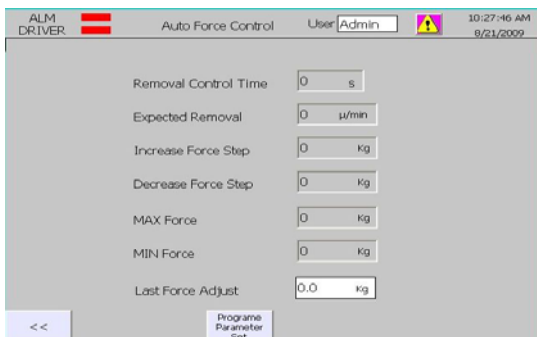 ALM DRIVER Auto Force Control User Admin 10:27:46 AM 8/21/2009
Removal Control Time 0 s
Expected Removal 0 μ/min
Increase Force Step 0 Kg
Decrease Force Step 0 Kg
MAX Force 0 Kg
MIN Force 0 Kg
Last Force Adjust 0.0 Kg
<< Programe Parameter Set